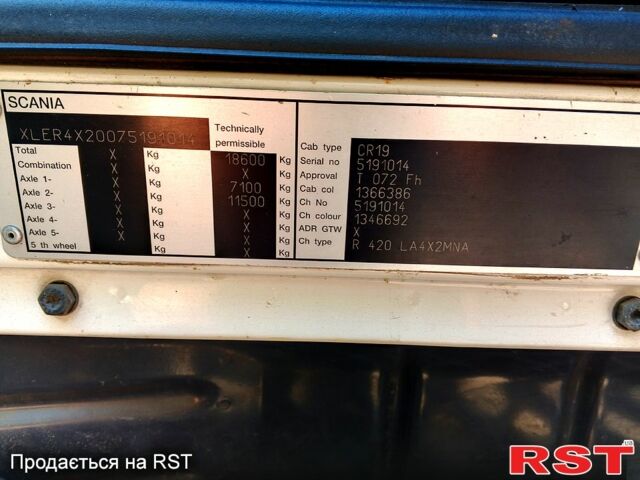 SCANIA
XLER4X20075191014
Technically permissible
Total X Kg 18600 Kg
Combination X Kg X Kg
Axle 1- X Kg 7100 Kg
Axle 2- X Kg 11500 Kg
Axle 3- X Kg X Kg
Axle 4- X Kg X Kg
Axle 5- X Kg X Kg
5 th wheel Kg X Kg
Cab type CR19
Serial no 5191014
Approval T 072 Fh
Cab col 1366386
Ch No 5191014
Ch colour 1346692
ADR GTW X
Ch type R 420 LA4X2MNA
Продається на RST
RST